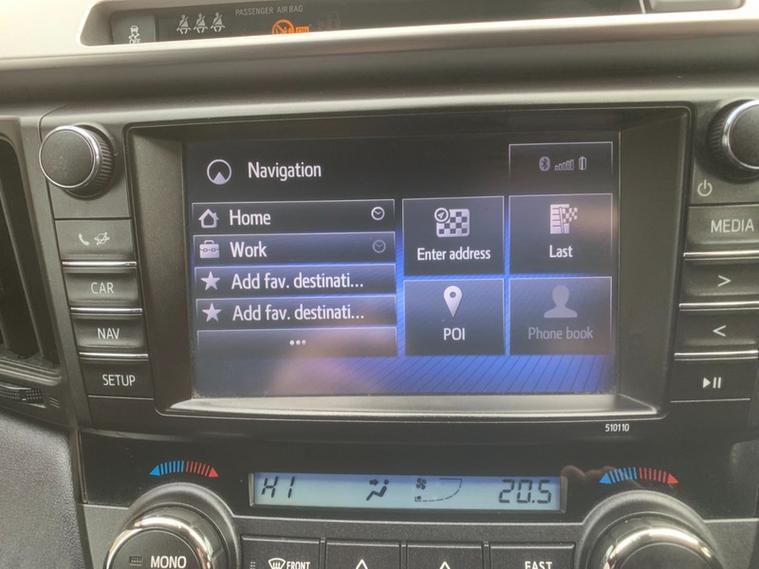 PASSENGER AIR BAG
Navigation
Home
Work
Add fav. destinati...
Add fav. destinati...
...
Enter address
Last
POI
Phone book
CAR
NAV
SETUP
MEDIA
>
<
510110
HI
20.5
MONO
FRONT
FAST